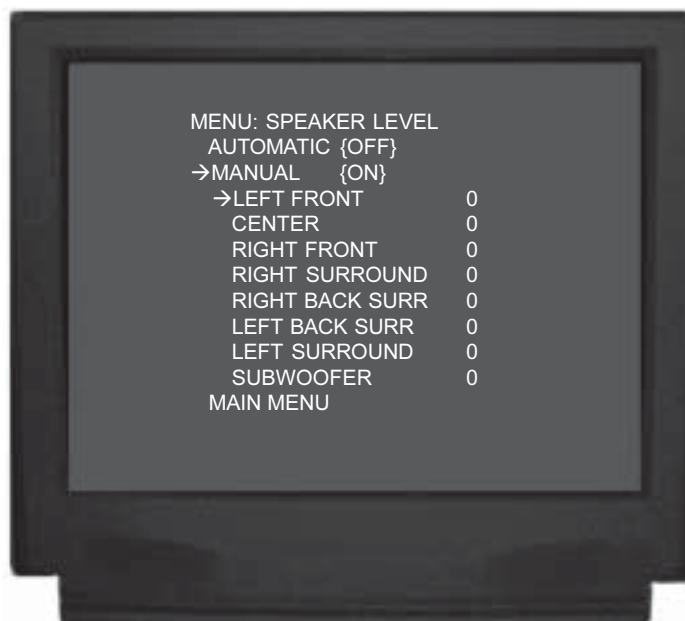 MENU: SPEAKER LEVEL
AUTOMATIC {OFF}
→MANUAL {ON}
→LEFT FRONT 0
CENTER 0
RIGHT FRONT 0
RIGHT SURROUND 0
RIGHT BACK SURR 0
LEFT BACK SURR 0
LEFT SURROUND 0
SUBWOOFER 0
MAIN MENU